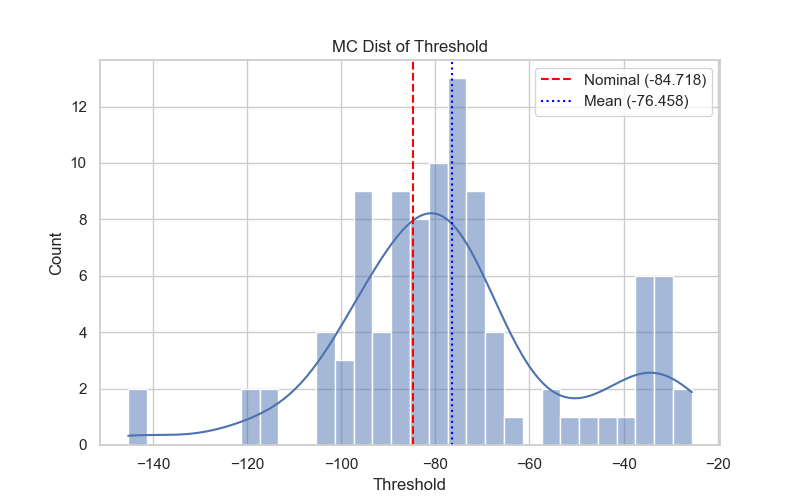 MC Dist of Threshold
Nominal (-84.718)
Mean (-76.458)
Count
12
10
8
6
4
2
0
−140
−120
−100
−80
−60
−40
−20
Threshold